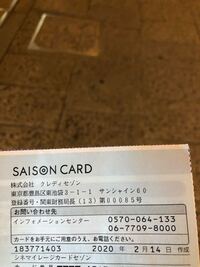 SAISON CARD
株式会社 クレディセゾン
東京都豊島区東池袋3-1-1 サンシャイン60
登録番号・関東財務局長(13)第00085号
お問い合わせ先
インフォメーションセンター 0570-064-133
06-7709-8000
カードをお手元にご用意のうえ、お電話ください。
18371403 2020年 2月14日作成
シネマイレージカードセゾン